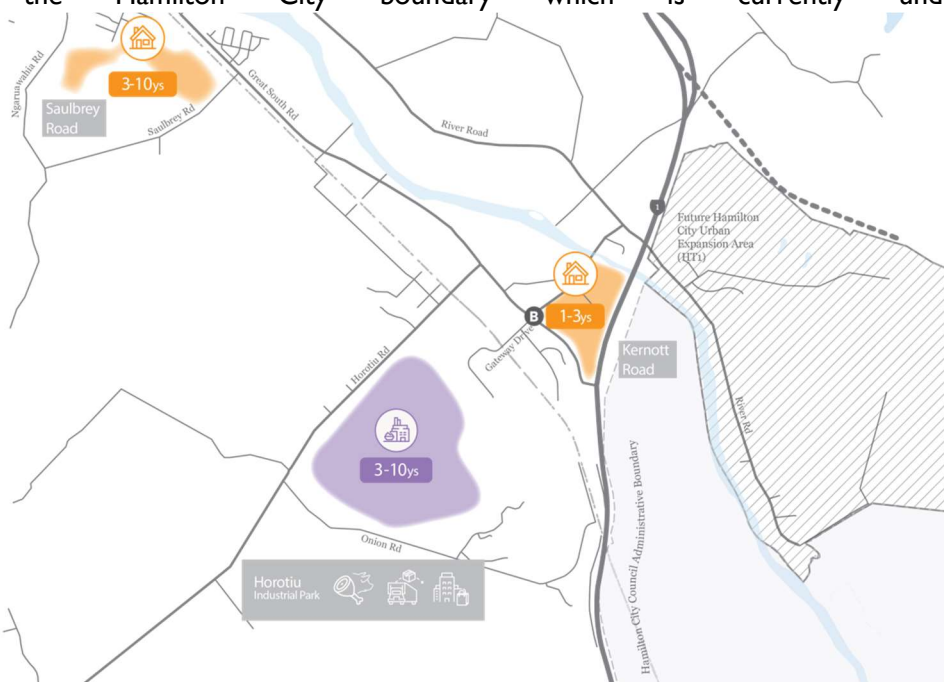 the Hamilton City boundary which is currently und
3-10ys
Saulbrey
Road
Ngaruawahia Rd
Saulbrey Rd
Great South Rd
River Road
1
Future Hamilton
City Urban
Expansion Area
(HT1)
B
1-3ys
Gateway Drive
Kernott
Road
Horotiu Rd
River Rd
3-10ys
Onion Rd
Horotiu
Industrial Park
Hamilton City Council Administrative Boundary